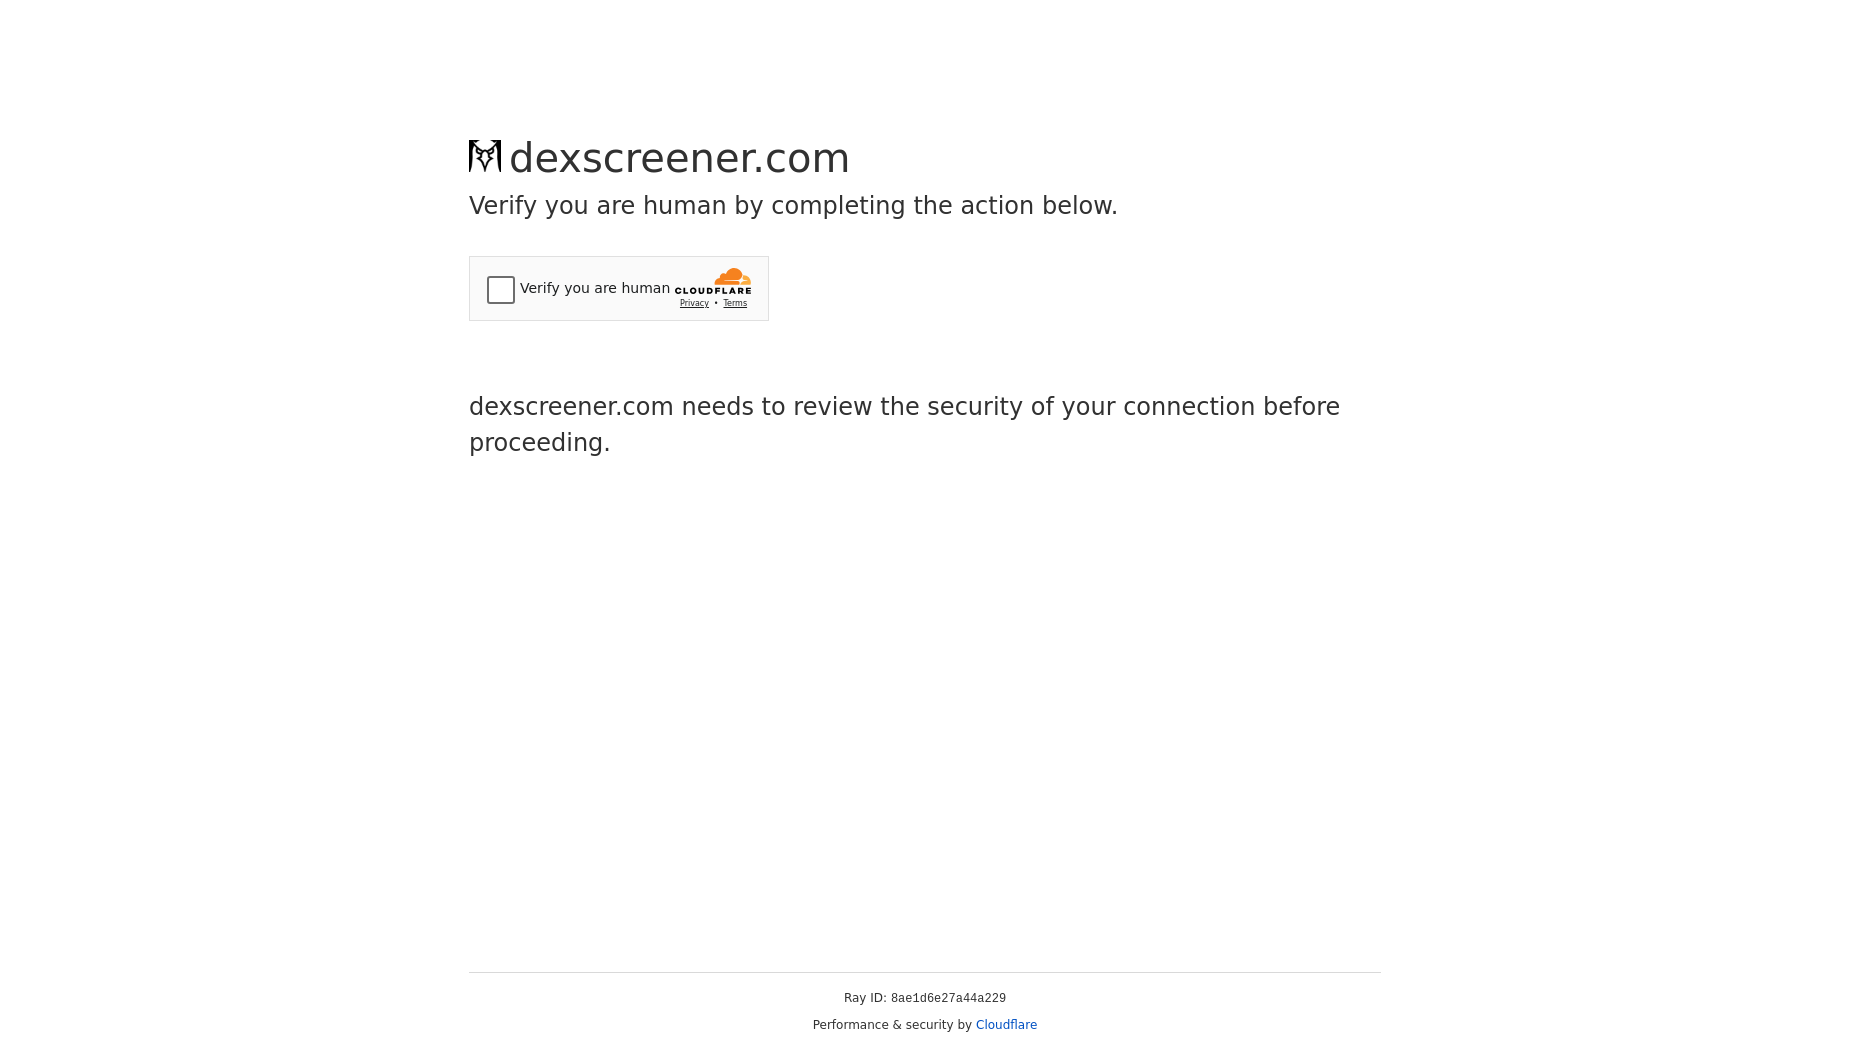 dexscreener.com
Verify you are human by completing the action below.
Verify you are human
CLOUDFLARE
Privacy • Terms
dexscreener.com needs to review the security of your connection before
proceeding.
Ray ID: 8ae1d6e27a44a229
Performance & security by Cloudflare